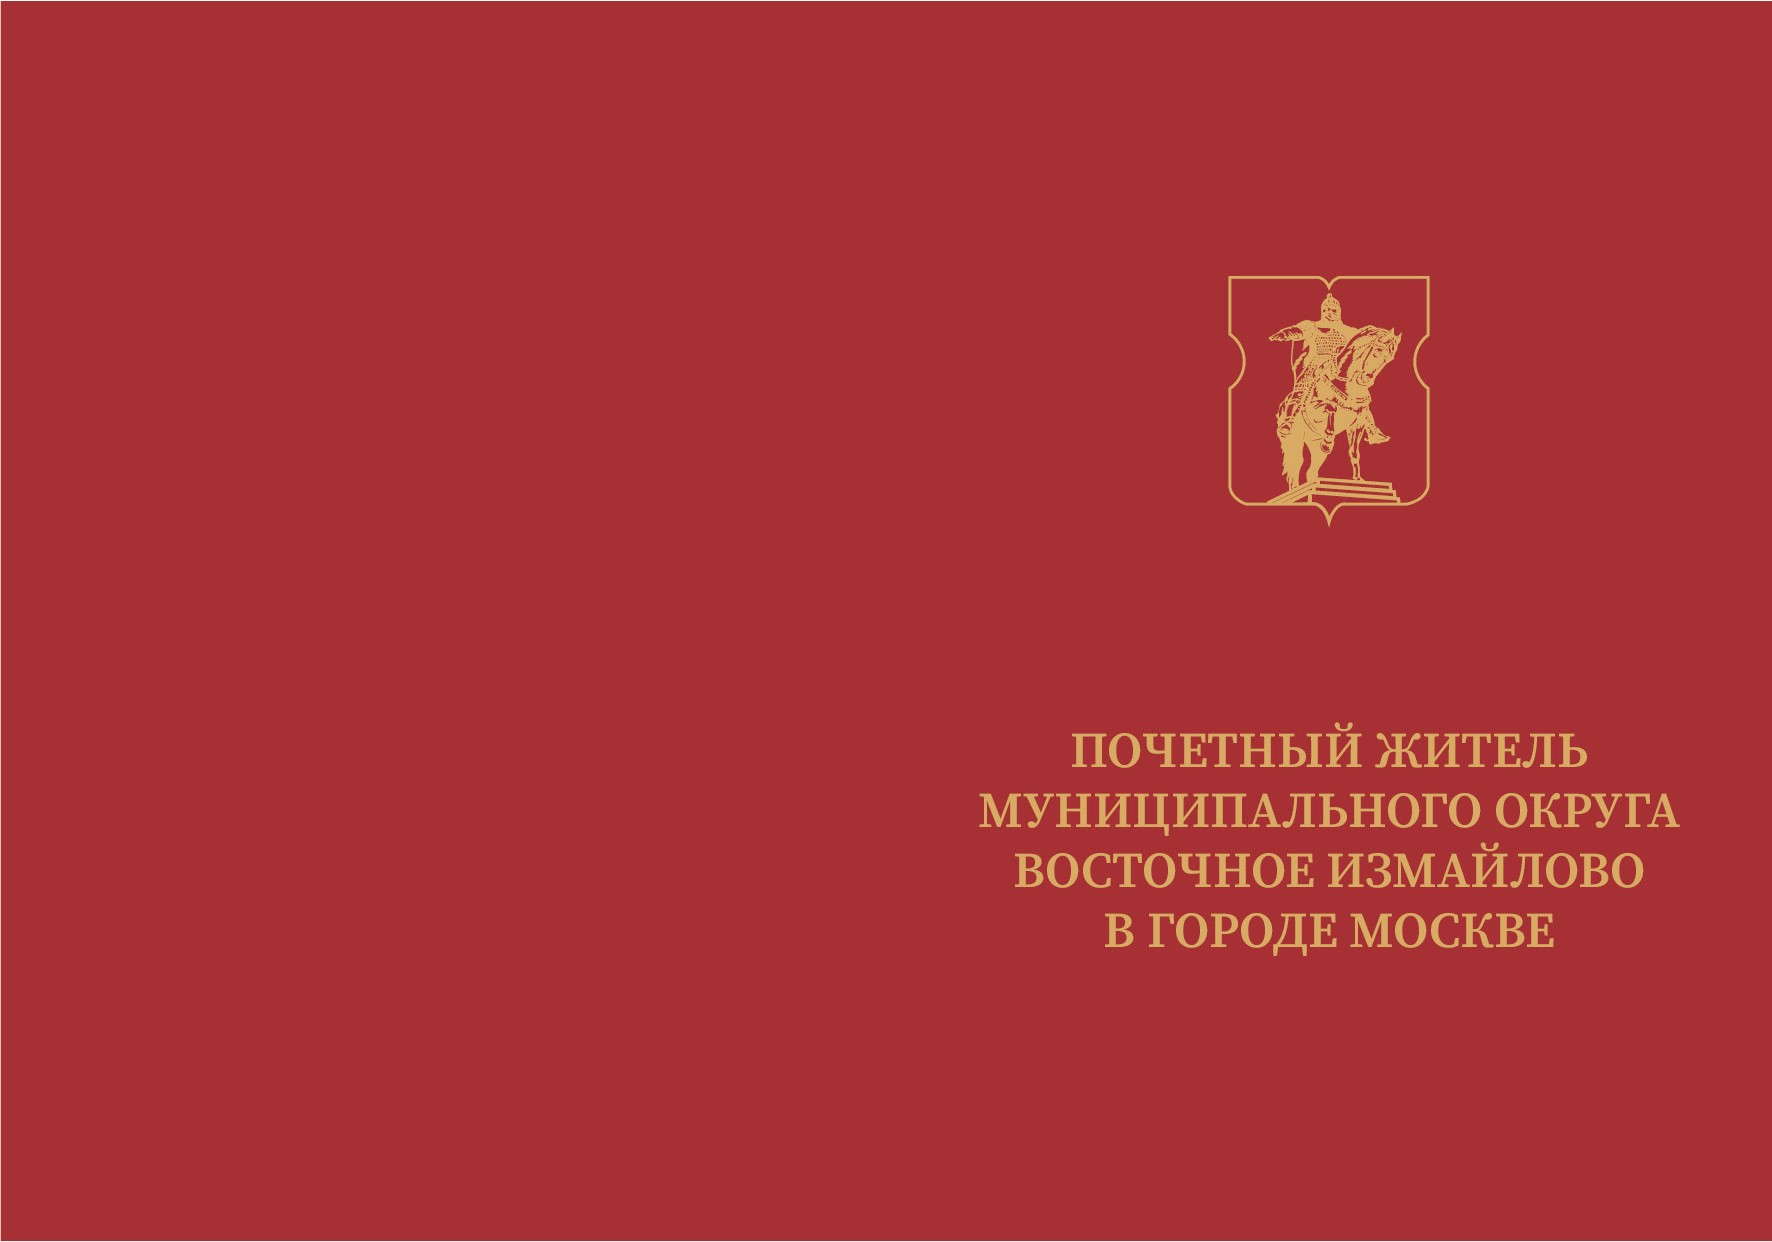 ПОЧЕТНЫЙ ЖИТЕЛЬ
МУНИЦИПАЛЬНОГО ОКРУГА
ВОСТОЧНОЕ ИЗМАЙЛОВО
В ГОРОДЕ МОСКВЕ